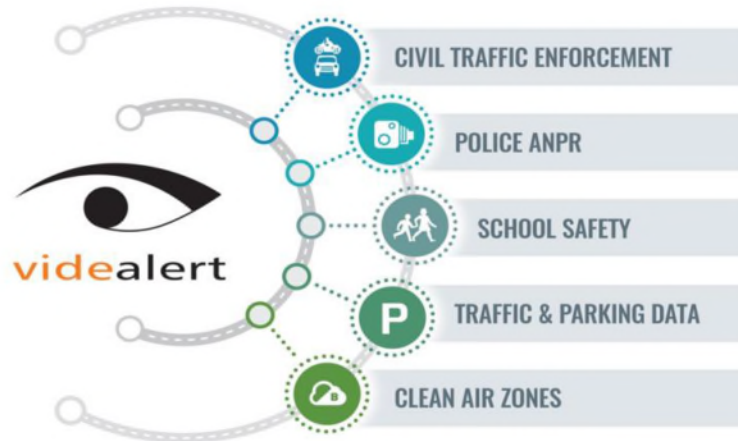 CIVIL TRAFFIC ENFORCEMENT
POLICE ANPR
SCHOOL SAFETY
videalert
P
TRAFFIC & PARKING DATA
CLEAN AIR ZONES